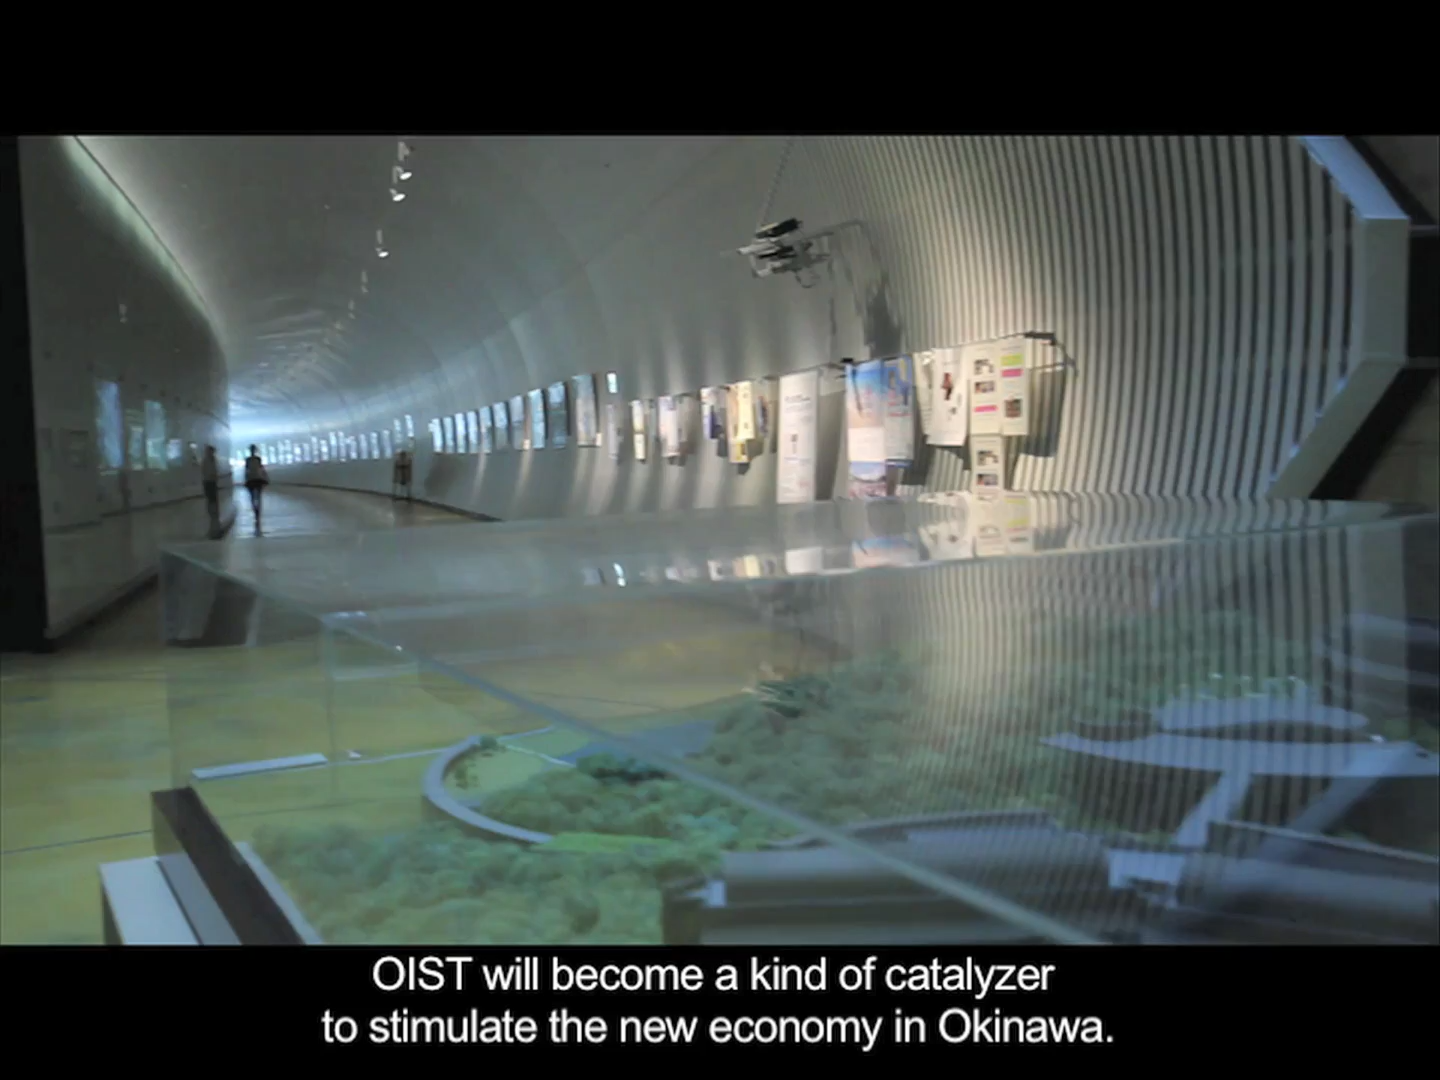 OIST will become a kind of catalyzer
to stimulate the new economy in Okinawa.